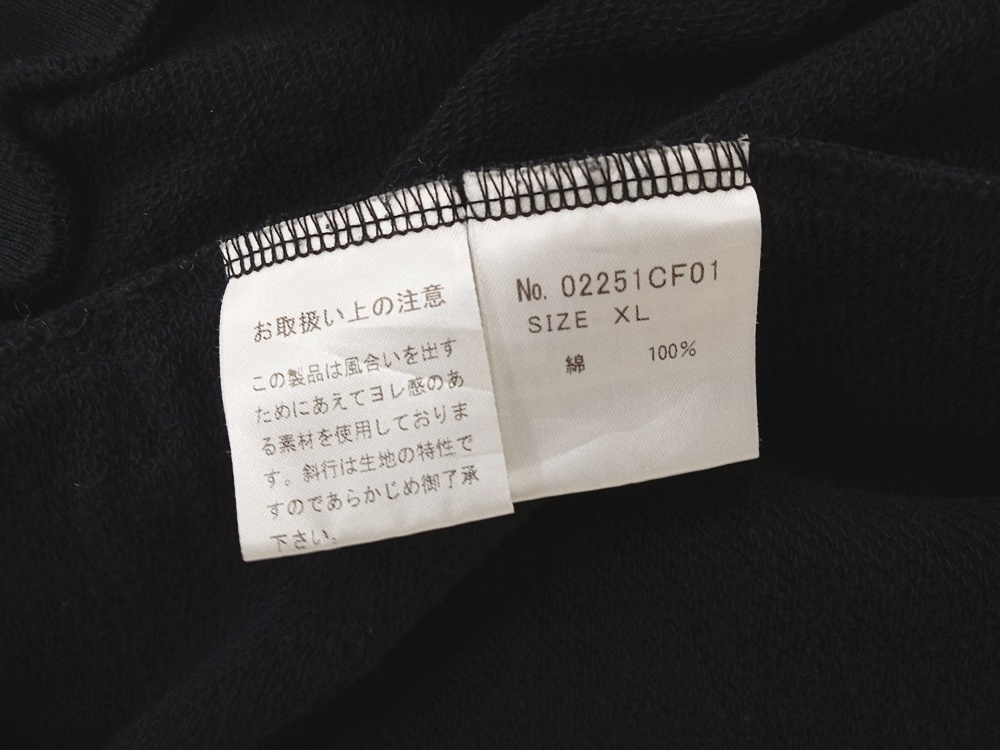 お取扱い上の注意
この製品は風合いを出す
ためにあえてヨレ感のあ
る素材を使用しておりま
す。斜行は生地の特性で
すのであらかじめ御了承
下さい。
No. 02251CF01
SIZE XL
綿 100%